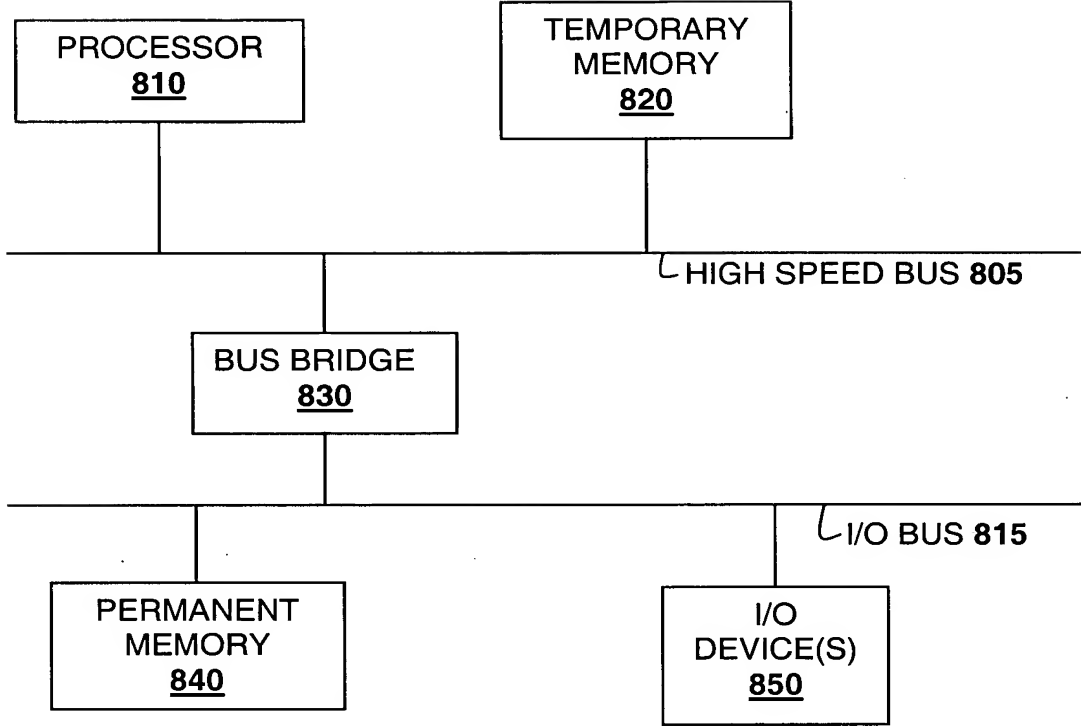 PROCESSOR
810
TEMPORARY
MEMORY
820
HIGH SPEED BUS 805
BUS BRIDGE
830
I/O BUS 815
PERMANENT
MEMORY
840
I/O
DEVICE(S)
850